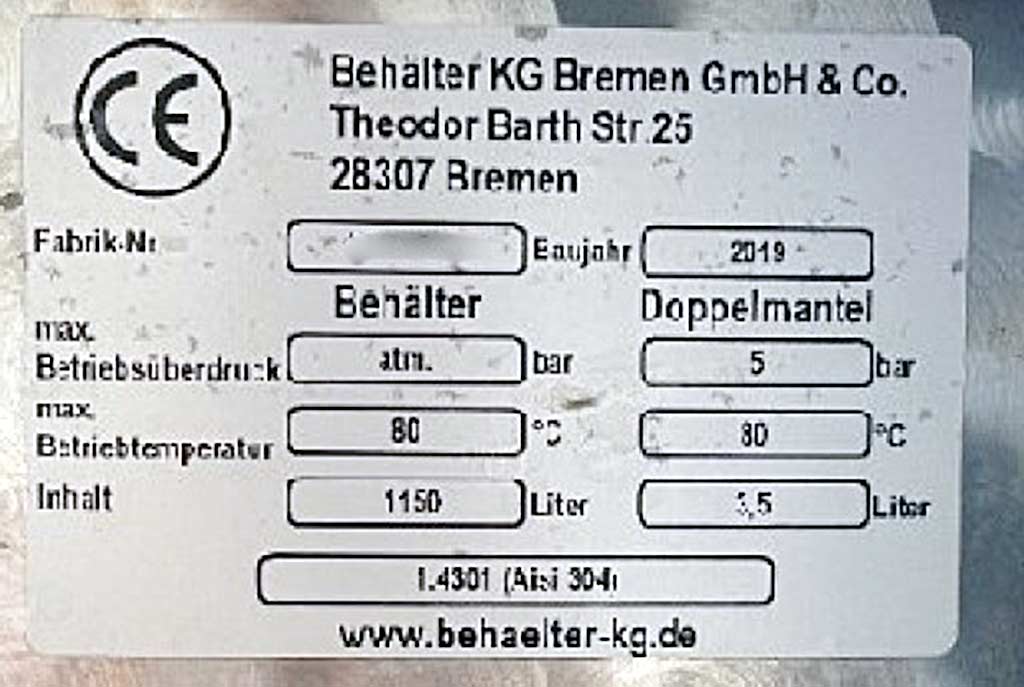 CE
Behälter KG Bremen GmbH & Co.
Theodor Barth Str.25
28307 Bremen
Fabrik-Nr Baujahr 2019
Behälter Doppelmantel
max.
Betriebsüberdruck atm. bar 5 bar
max.
Betriebtemperatur 80 °C 80 °C
Inhalt 1150 Liter Liter
1.4301 (Aisi 304)
www.behaelter-kg.de